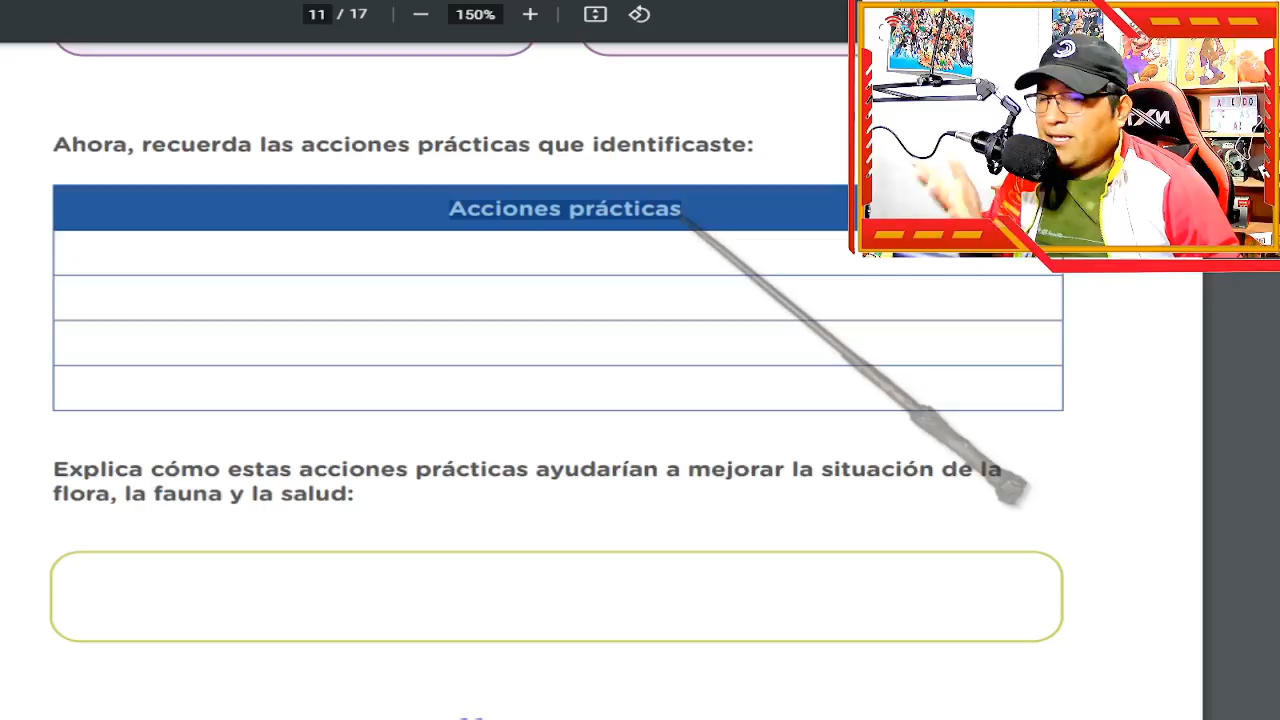 11 / 17
150%
Ahora, recuerda las acciones prácticas que identificaste:
Acciones prácticas
Explica cómo estas acciones prácticas ayudarían a mejorar la situación de la
flora, la fauna y la salud: